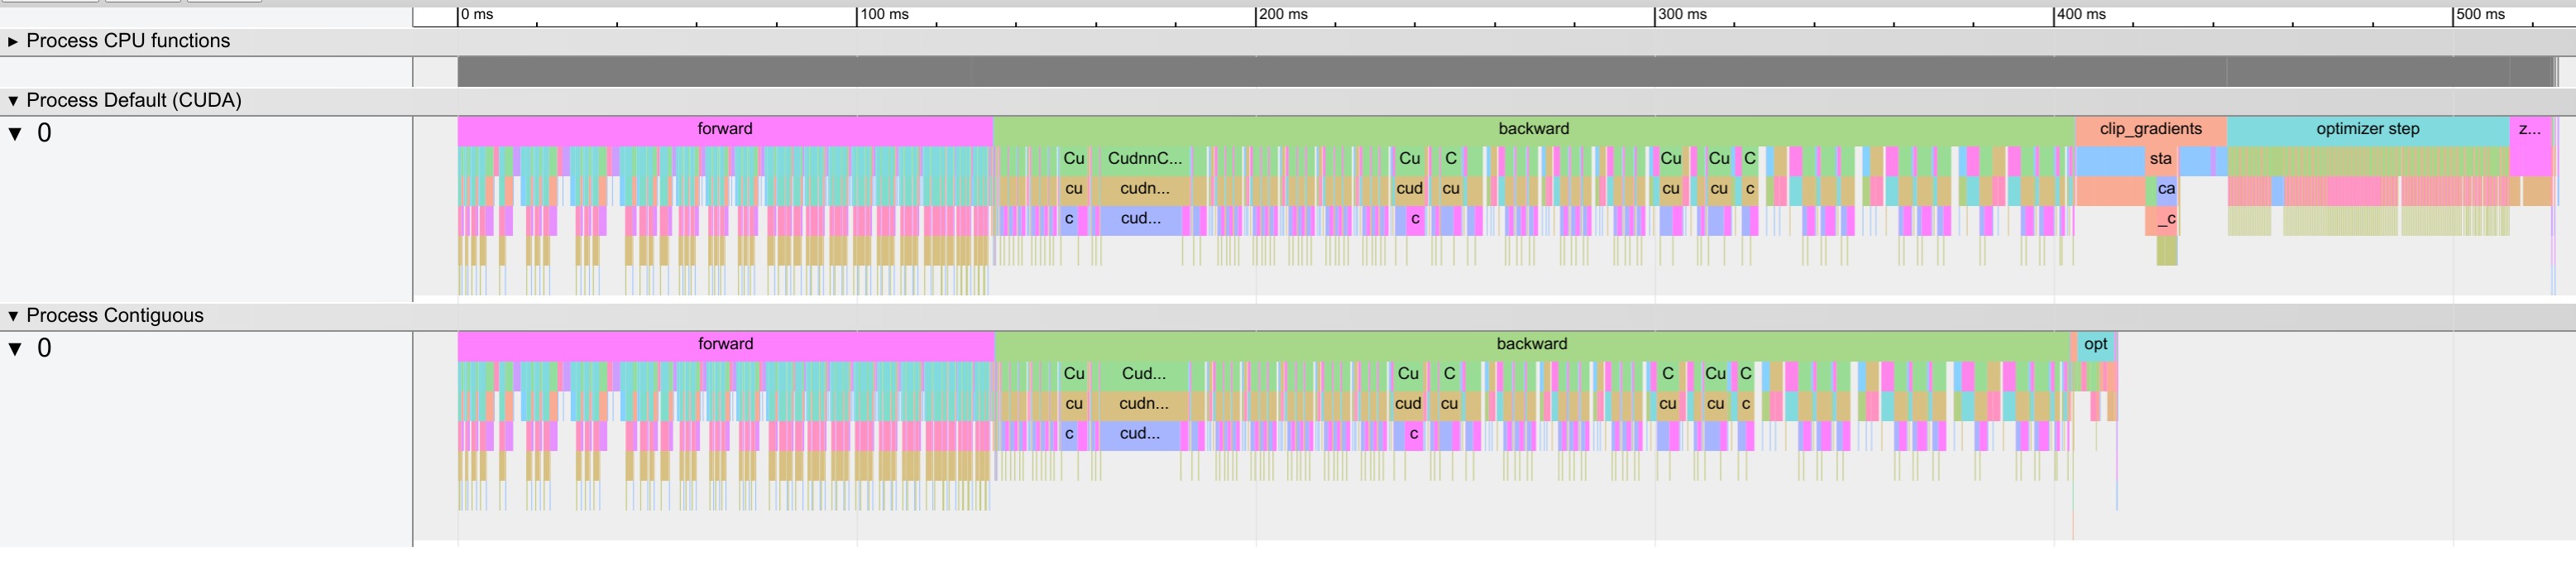 0 ms 100 ms 200 ms 300 ms 400 ms 500 ms
▸ Process CPU functions
▾ Process Default (CUDA)
▾ 0
forward backward clip_gradients optimizer step z...
Cu CudnnC... Cu C Cu Cu C sta
cu cudn... cud cu cu cu c ca
c cud... c _c
▾ Process Contiguous
▾ 0
forward backward opt
Cu Cud... Cu C C Cu C
cu cudn... cud cu cu cu c
c cud... c